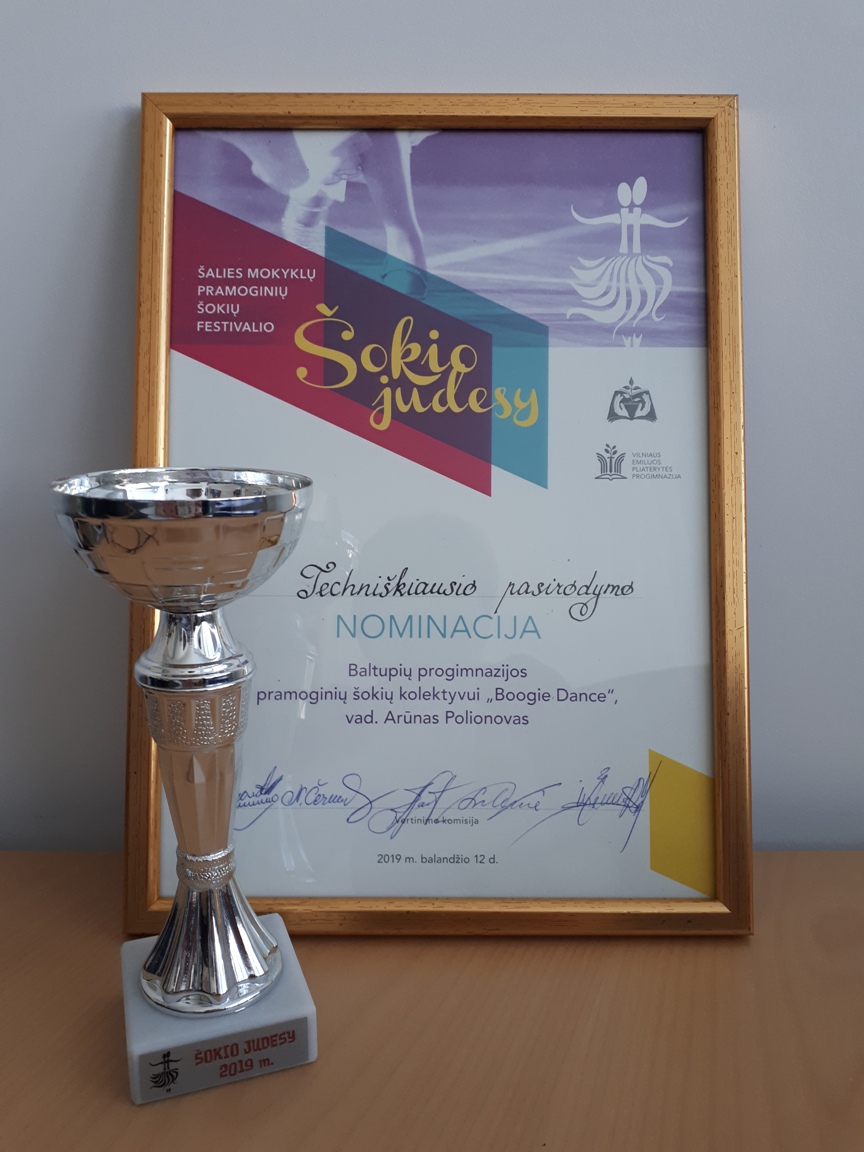 ŠALIES MOKYKLŲ
PRAMOGINIŲ
ŠOKIŲ
FESTIVALIO
Šokio
judesy
VILNIAUS
EMILIJOS
PLIATERYTĖS
PROGIMNAZIJA
Techniškiausio pasirodymo
NOMINACIJA
Baltupių progimnazijos
pramoginių šokių kolektyvui „Boogie Dance“,
vad. Arūnas Polionovas
Vertinimo komisija
2019 m. balandžio 12 d.
ŠOKIO JUDESY
2019 m.